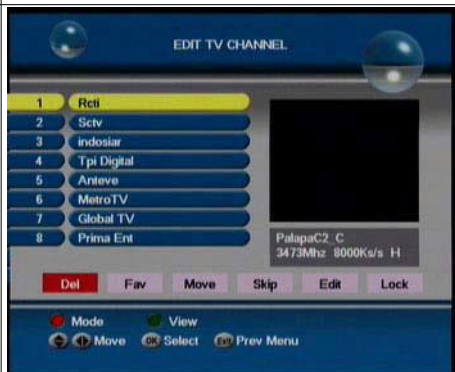 EDIT TV CHANNEL
1 Rcti
2 Sctv
3 indosiar
4 Tpi Digital
5 Anteve
6 MetroTV
7 Global TV
8 Prima Ent
PalapaC2_C
3473Mhz 8000Ks/s H
Del Fav Move Skip Edit Lock
Mode View
Move OK Select Exit Prev Menu